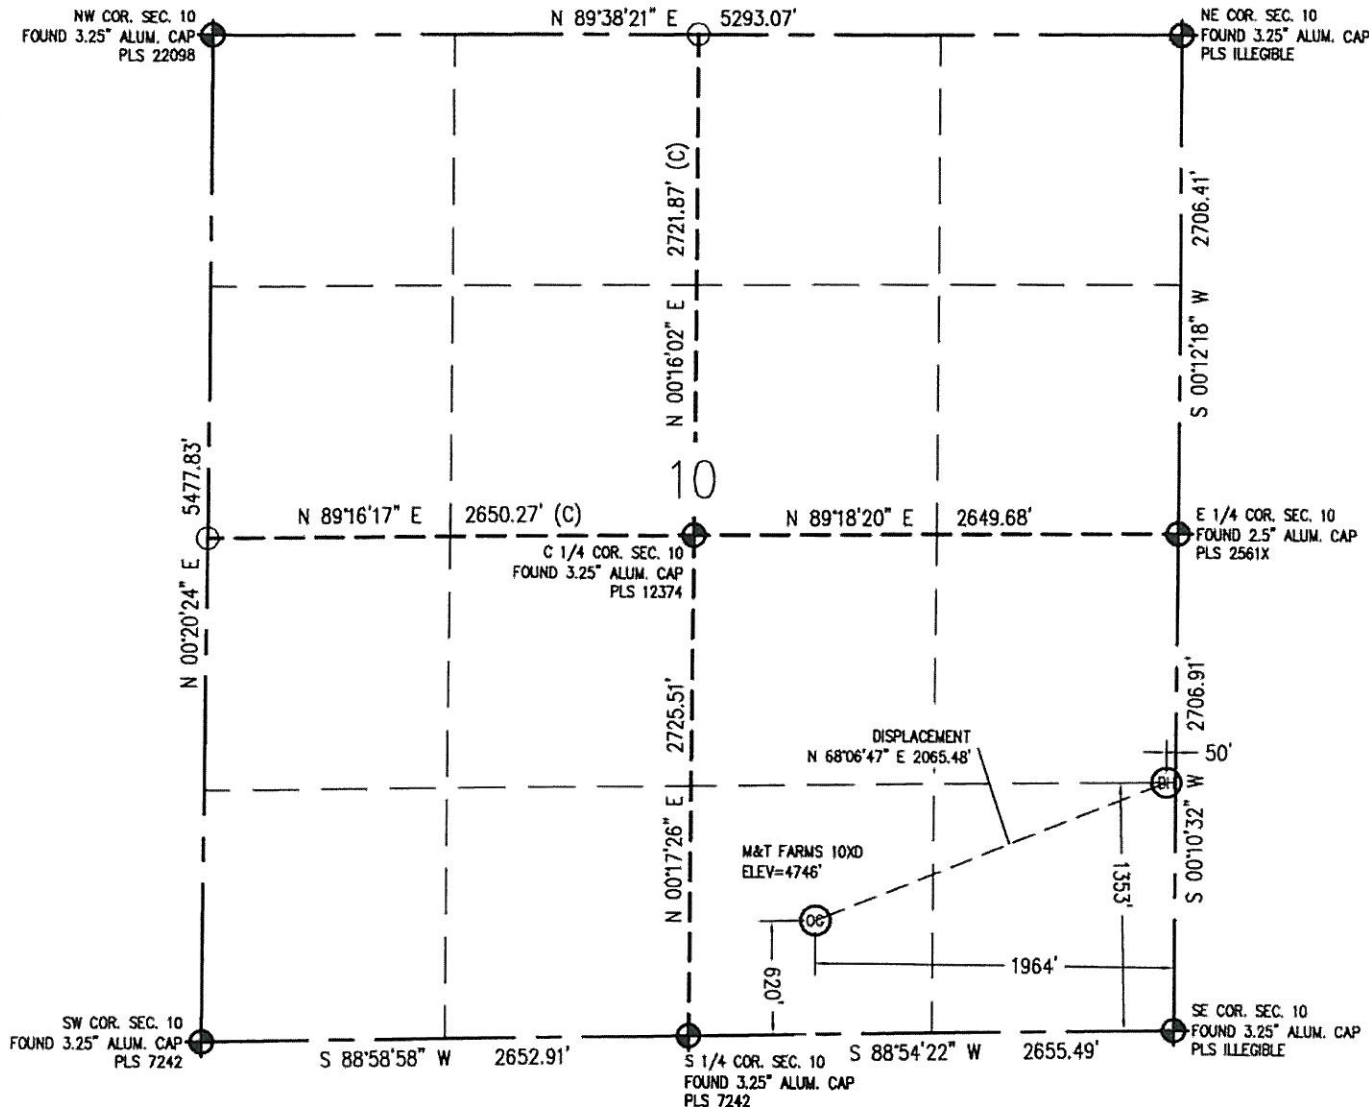 NW COR. SEC. 10
FOUND 3.25" ALUM. CAP
PLS 22098
N 89°38'21" E 5293.07'
NE COR. SEC. 10
FOUND 3.25" ALUM. CAP
PLS ILLEGIBLE
N 00°16'02" E 2721.87' (C)
S 00°12'18" W 2706.41'
N 00°20'24" E 5477.83'
10
N 89°16'17" E 2650.27' (C)
N 89°18'20" E 2649.68'
C 1/4 COR. SEC. 10
FOUND 3.25" ALUM. CAP
PLS 12374
E 1/4 COR. SEC. 10
FOUND 2.5" ALUM. CAP
PLS 2561X
N 00°17'26" E 2725.51'
S 00°10'32" W 2706.91'
DISPLACEMENT
N 68°06'47" E 2065.48'
50'
BH
M&T FARMS 10XD
ELEV=4746'
OG
1353'
1964'
620'
SW COR. SEC. 10
FOUND 3.25" ALUM. CAP
PLS 7242
S 88°58'58" W 2652.91'
S 1/4 COR. SEC. 10
FOUND 3.25" ALUM. CAP
PLS 7242
S 88°54'22" W 2655.49'
SE COR. SEC. 10
FOUND 3.25" ALUM. CAP
PLS ILLEGIBLE